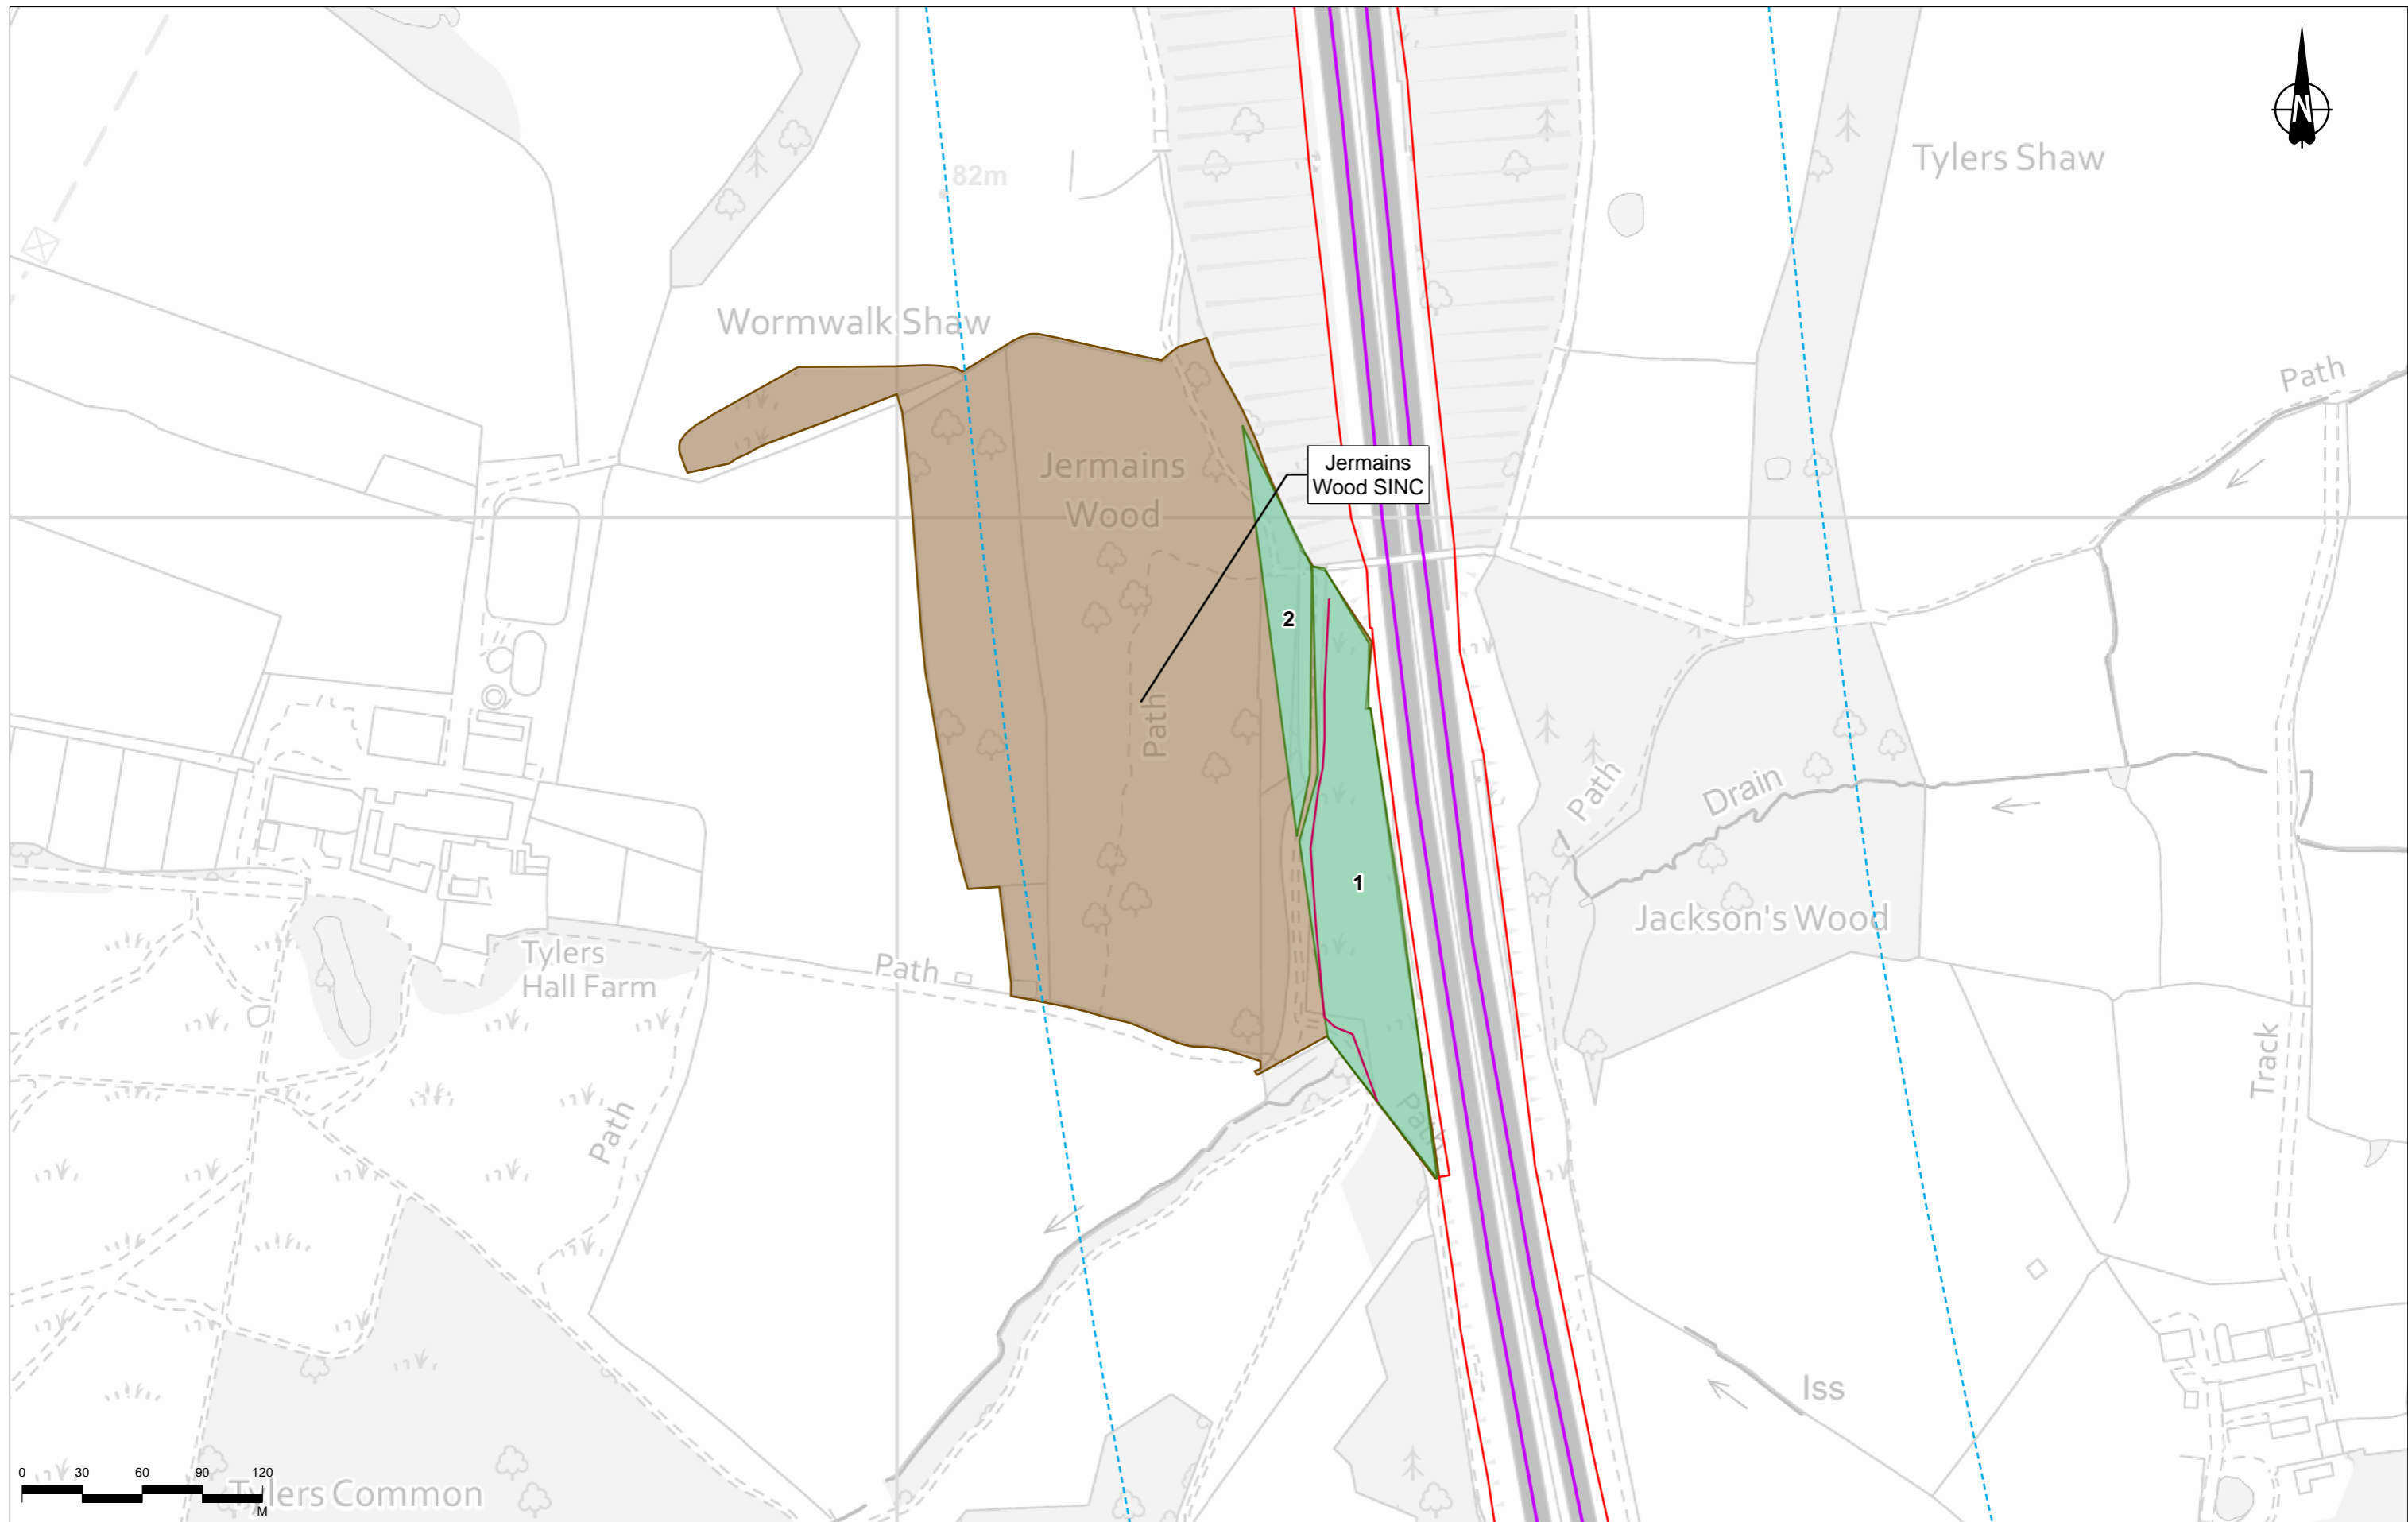 N
Tylers Shaw
82m
Wormwalk Shaw
Path
Jermains
Wood
Jermains
Wood SINC
2
Path
Path
Drain
1
Jackson's Wood
Tylers
Hall Farm
Path
Track
Path
Path
Iss
0 30 60 90 120
M
Tylers Common